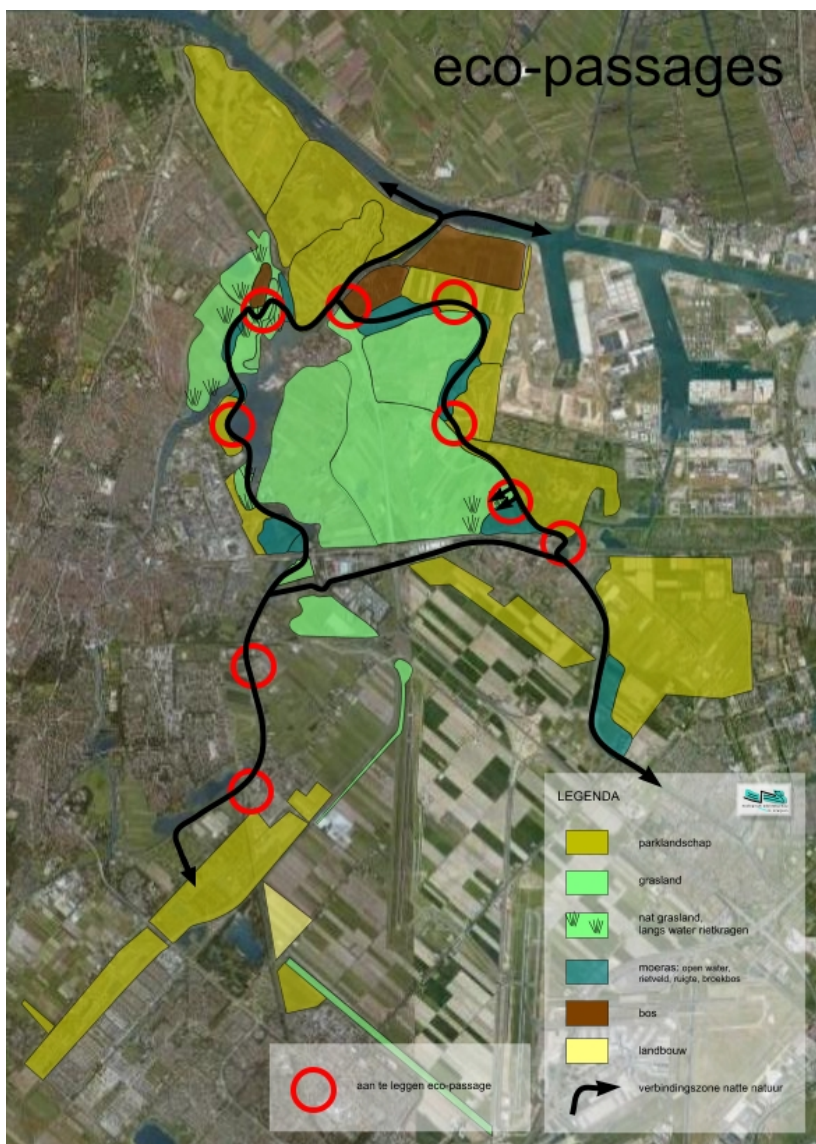 eco-passages
LEGENDA
parklandschap
grasland
nat grasland,
langs water rietkragen
moeras: open water,
rietveld, ruigte, broekbos
bos
landbouw
verbindingszone natte natuur
aan te leggen eco-passage